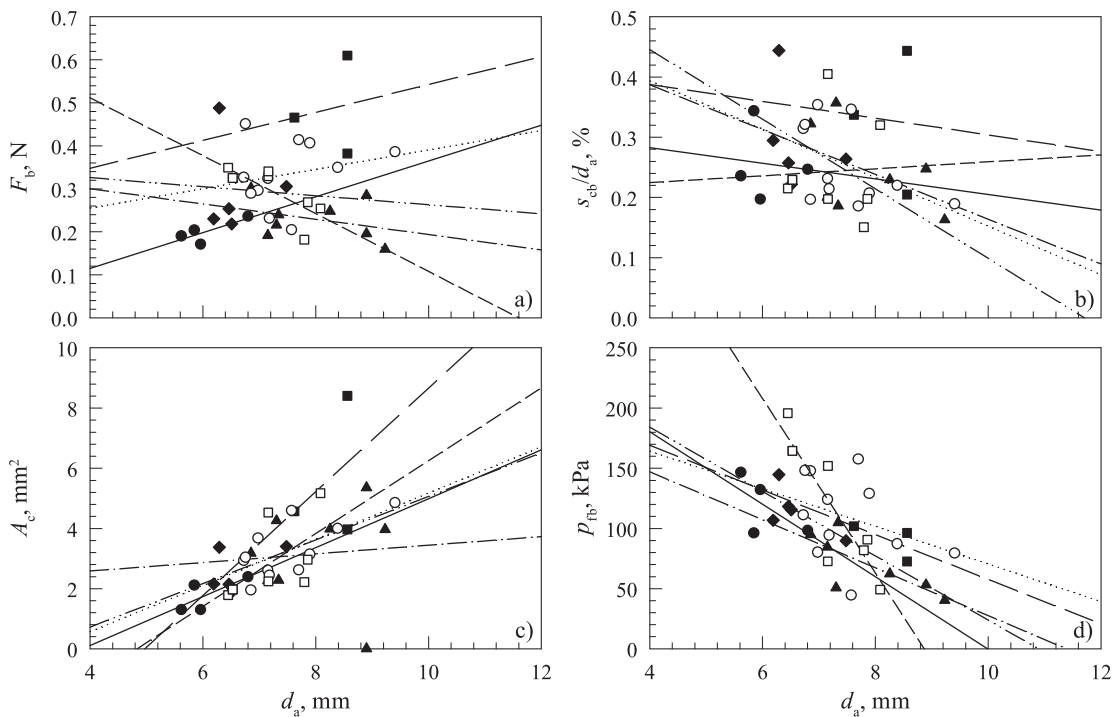 0.7
0.6
0.5
0.4
0.3
0.2
0.1
0.0
F_b, N
a)
0.5
0.4
0.3
0.2
0.1
0.0
s_cb/d_a, %
b)
10
8
6
4
2
0
A_c, mm²
c)
4 6 8 10 12
d_a, mm
250
200
150
100
50
0
p_fb, kPa
d)
4 6 8 10 12
d_a, mm